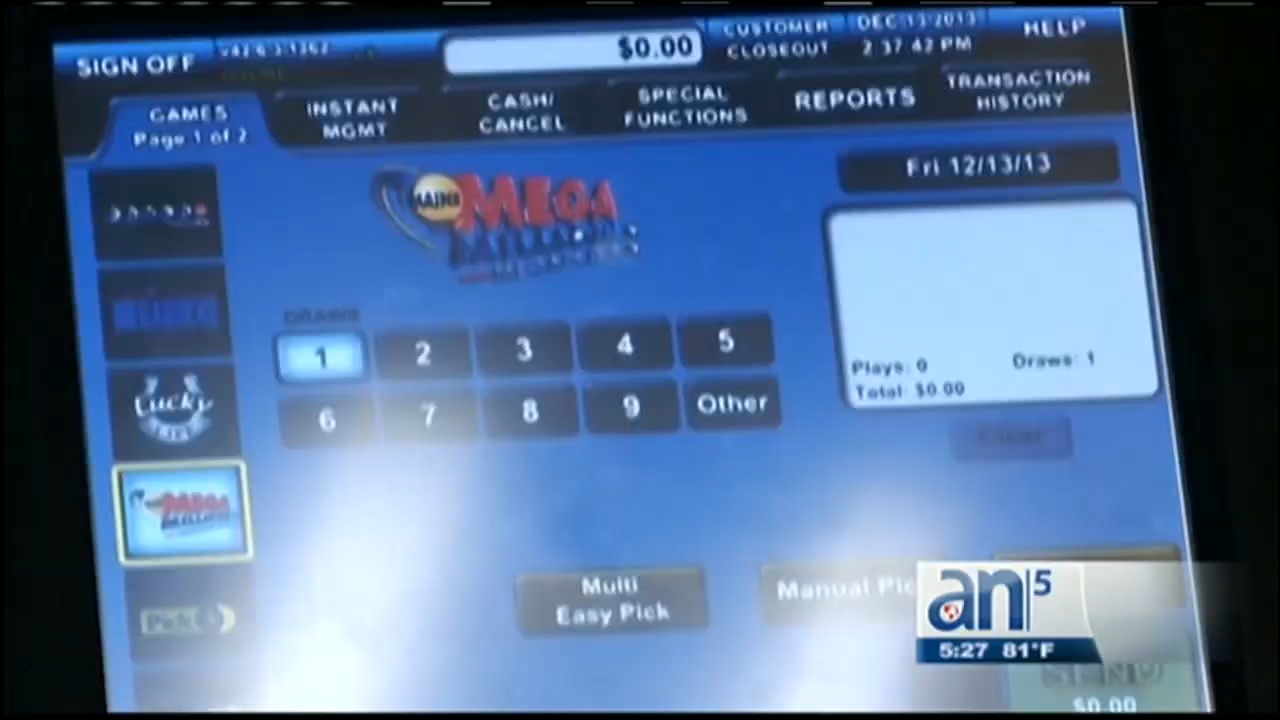 SIGN OFF
$0.00
CUSTOMER
CLOSEOUT
DEC 13 2013
2 37 42 PM
HELP
GAMES
Page 1 of 2
INSTANT
MGMT
CASH/
CANCEL
SPECIAL
FUNCTIONS
REPORTS
TRANSACTION
HISTORY
MEGA
Fri 12/13/13
DRAWS
1
2
3
4
5
6
7
8
9
Other
Plays: 0
Draws: 1
Total: $0.00
Lucky
MEGA
Multi
Easy Pick
Manual
SEND
$0.00
an 5
5:27 81°F